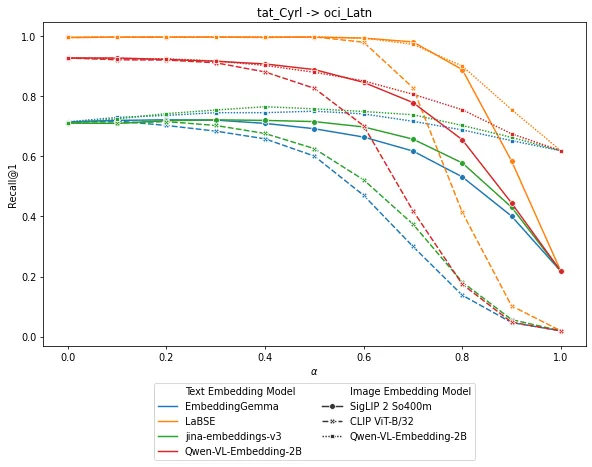 tat_Cyrl -> oci_Latn
1.0
0.8
0.6
0.4
0.2
0.0
Recall@1
0.0 0.2 0.4 0.6 0.8 1.0
α
Text Embedding Model Image Embedding Model
EmbeddingGemma SigLIP 2 So400m
LaBSE CLIP ViT-B/32
jina-embeddings-v3 Qwen-VL-Embedding-2B
Qwen-VL-Embedding-2B